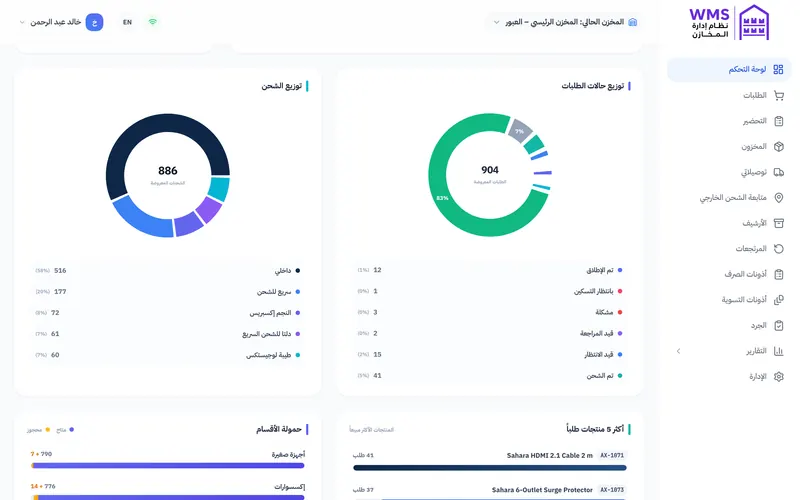 WMS
نظام إدارة
المخازن
المخزن الحالي: المخزن الرئيسي – العبور
EN
خ
خالد عبد الرحمن
لوحة التحكم
الطلبات
التحضير
المخزون
توصيلاتي
متابعة الشحن الخارجي
الأرشيف
المرتجعات
أذونات الصرف
أذونات التسوية
الجرد
التقارير
الإدارة
توزيع حالات الطلبات
7%
83%
904
الطلبات المعروضة
تم الإطلاق 12 (1%)
بانتظار التسكين 1 (0%)
مشكلة 3 (0%)
قيد المراجعة 2 (0%)
قيد الانتظار 15 (2%)
تم الشحن 41 (5%)
توزيع الشحن
886
الشحنات المعروضة
داخلي 516 (58%)
سريع للشحن 177 (20%)
النجم إكسبريس 72 (8%)
دلتا للشحن السريع 61 (7%)
طيبة لوجيستكس 60 (7%)
أكثر 5 منتجات طلباً
المنتجات الأكثر مبيعاً
AX-1071 Sahara HDMI 2.1 Cable 2 m
41 طلب
AX-1073 Sahara 6-Outlet Surge Protector
37 طلب
حمولة الأقسام
متاح
محجوز
أجهزة صغيرة
790 + 7
إكسسوارات
776 + 14